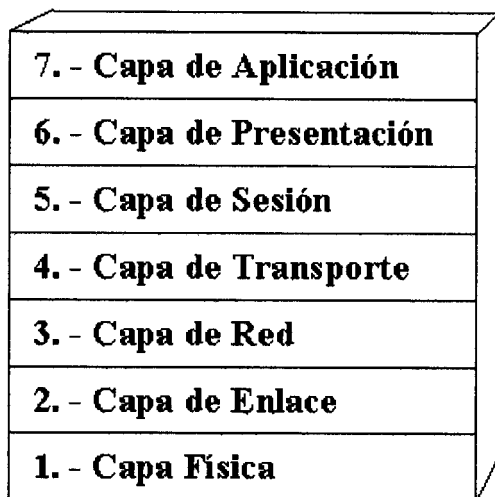 7. - Capa de Aplicación
6. - Capa de Presentación
5. - Capa de Sesión
4. - Capa de Transporte
3. - Capa de Red
2. - Capa de Enlace
1. - Capa Física